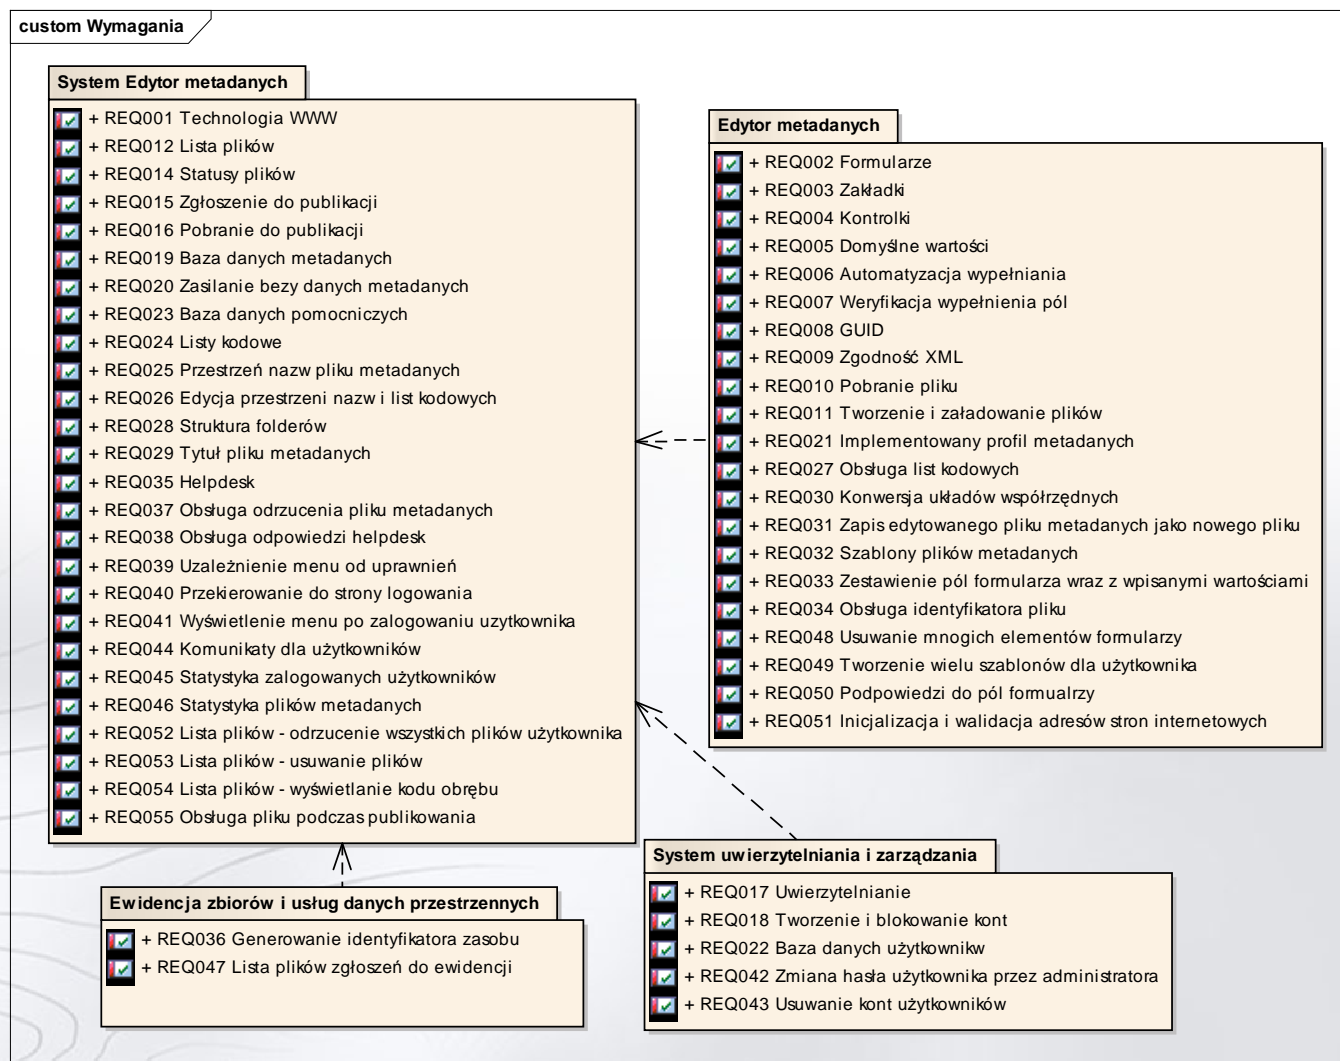 custom Wymagania
System Edytor metadanych
+ REQ001 Technologia WWW
+ REQ012 Lista plików
+ REQ014 Statusy plików
+ REQ015 Zgłoszenie do publikacji
+ REQ016 Pobranie do publikacji
+ REQ019 Baza danych metadanych
+ REQ020 Zasilanie bezy danych metadanych
+ REQ023 Baza danych pomocniczych
+ REQ024 Listy kodowe
+ REQ025 Przestrzeń nazw pliku metadanych
+ REQ026 Edycja przestrzeni nazw i list kodowych
+ REQ028 Struktura folderów
+ REQ029 Tytuł pliku metadanych
+ REQ035 Helpdesk
+ REQ037 Obsługa odrzucenia pliku metadanych
+ REQ038 Obsługa odpowiedzi helpdesk
+ REQ039 Uzależnienie menu od uprawnień
+ REQ040 Przekierowanie do strony logowania
+ REQ041 Wyświetlenie menu po zalogowaniu uzytkownika
+ REQ044 Komunikaty dla użytkowników
+ REQ045 Statystyka zalogowanych użytkowników
+ REQ046 Statystyka plików metadanych
+ REQ052 Lista plików - odrzucenie wszystkich plików użytkownika
+ REQ053 Lista plików - usuwanie plików
+ REQ054 Lista plików - wyświetlanie kodu obrębu
+ REQ055 Obsługa pliku podczas publikowania
Edytor metadanych
+ REQ002 Formularze
+ REQ003 Zakładki
+ REQ004 Kontrolki
+ REQ005 Domyślne wartości
+ REQ006 Automatyzacja wypełniania
+ REQ007 Weryfikacja wypełnienia pól
+ REQ008 GUID
+ REQ009 Zgodność XML
+ REQ010 Pobranie pliku
+ REQ011 Tworzenie i załadowanie plików
+ REQ021 Implementowany profil metadanych
+ REQ027 Obsługa list kodowych
+ REQ030 Konwersja układów współrzędnych
+ REQ031 Zapis edytowanego pliku metadanych jako nowego pliku
+ REQ032 Szablony plików metadanych
+ REQ033 Zestawienie pól formularza wraz z wpisanymi wartościami
+ REQ034 Obsługa identyfikatora pliku
+ REQ048 Usuwanie mnogich elementów formularzy
+ REQ049 Tworzenie wielu szablonów dla użytkownika
+ REQ050 Podpowiedzi do pól formualrzy
+ REQ051 Inicjalizacja i walidacja adresów stron internetowych
Ewidencja zbiorów i usług danych przestrzennych
+ REQ036 Generowanie identyfikatora zasobu
+ REQ047 Lista plików zgłoszeń do ewidencji
System uwierzytelniania i zarządzania
+ REQ017 Uwierzytelnianie
+ REQ018 Tworzenie i blokowanie kont
+ REQ022 Baza danych użytkownikw
+ REQ042 Zmiana hasła użytkownika przez administratora
+ REQ043 Usuwanie kont użytkowników